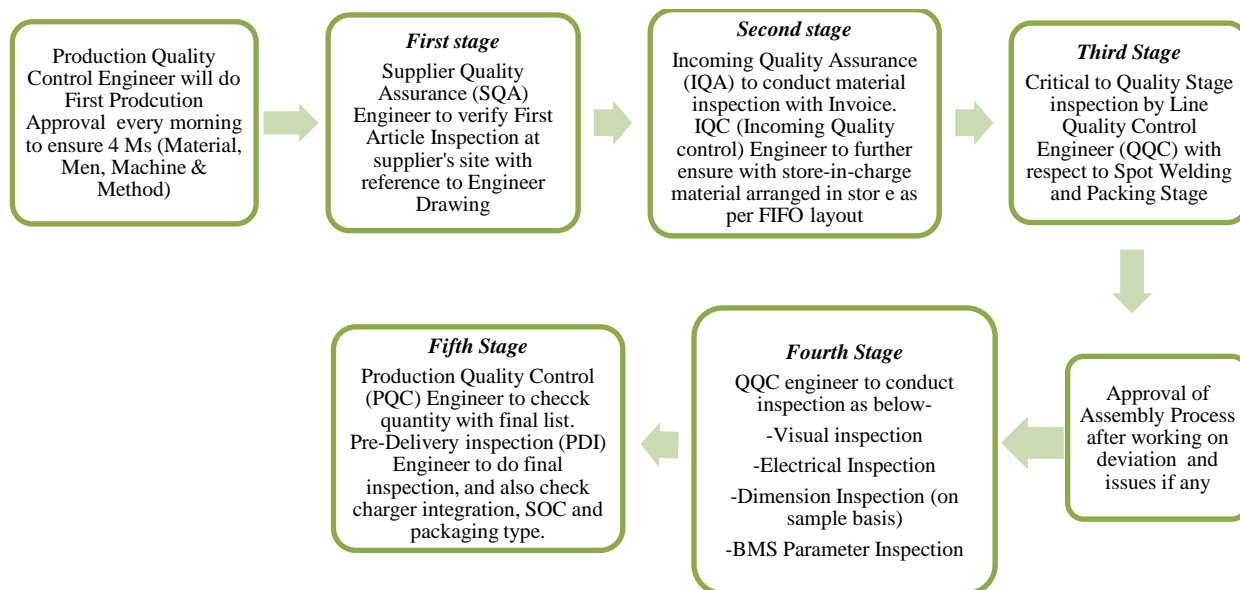 Production Quality
Control Engineer will do
First Prodcution
Approval every morning
to ensure 4 Ms (Material,
Men, Machine &
Method)
First stage
Supplier Quality
Assurance (SQA)
Engineer to verify First
Article Inspection at
supplier's site with
reference to Engineer
Drawing
Second stage
Incoming Quality Assurance
(IQA) to conduct material
inspection with Invoice.
IQC (Incoming Quality
control) Engineer to further
ensure with store-in-charge
material arranged in stor e as
per FIFO layout
Third Stage
Critical to Quality Stage
inspection by Line
Quality Control
Engineer (QQC) with
respect to Spot Welding
and Packing Stage
Approval of
Assembly Process
after working on
deviation and
issues if any
Fourth Stage
QQC engineer to conduct
inspection as below-
-Visual inspection
-Electrical Inspection
-Dimension Inspection (on
sample basis)
-BMS Parameter Inspection
Fifth Stage
Production Quality Control
(PQC) Engineer to checck
quantity with final list.
Pre-Delivery inspection (PDI)
Engineer to do final
inspection, and also check
charger integration, SOC and
packaging type.